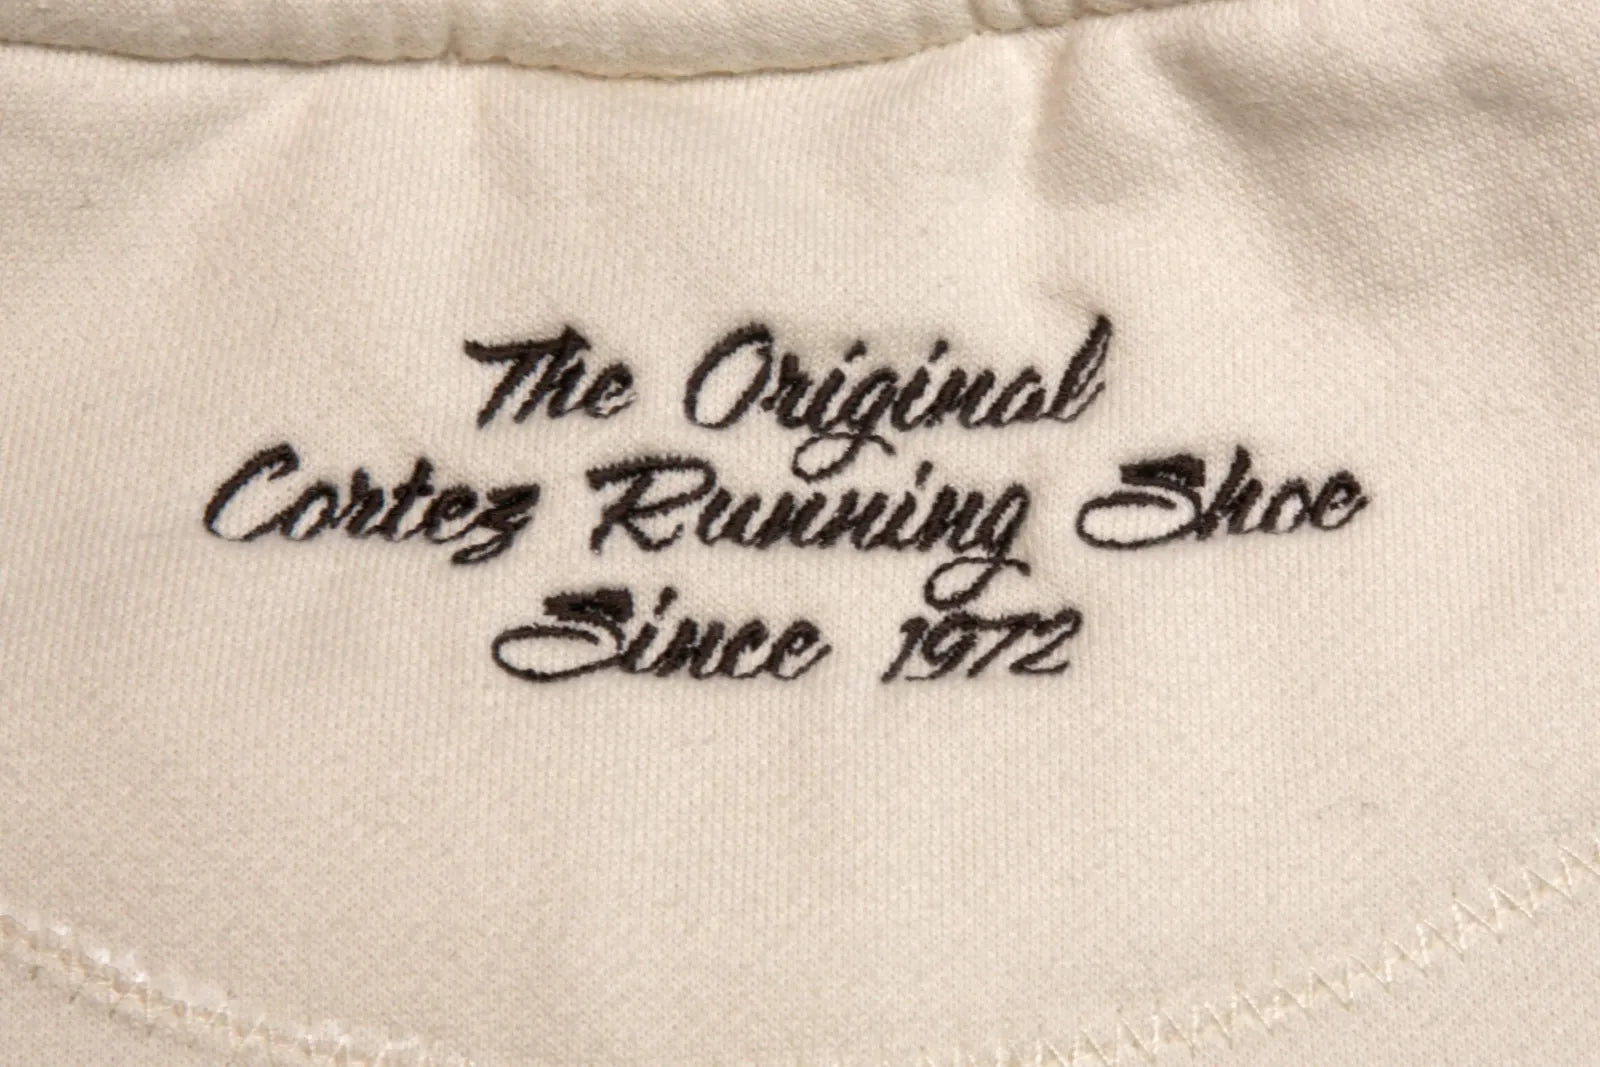 The Original
Cortez Running Shoe
Since 1972